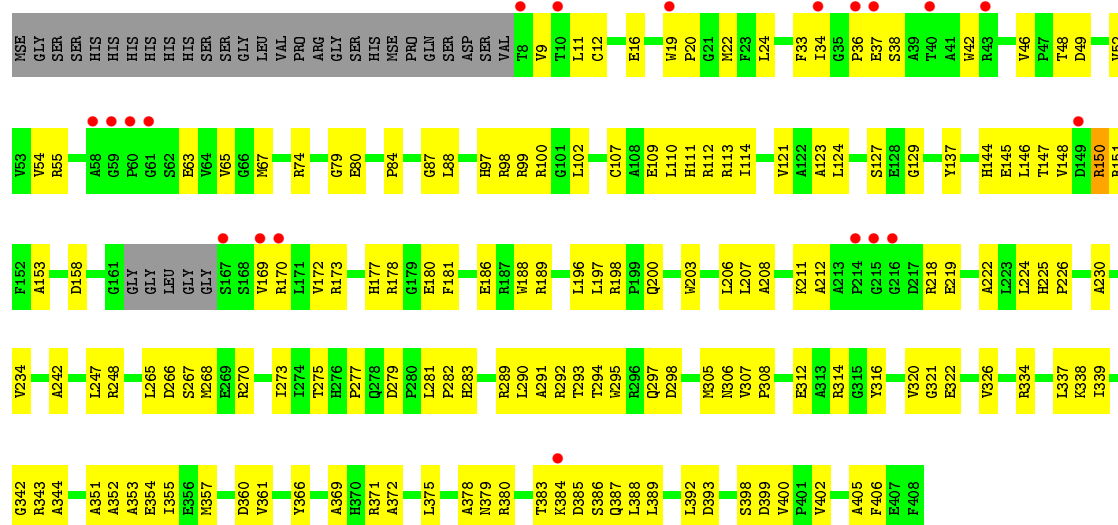 MSE GLY SER SER HIS HIS HIS HIS HIS HIS SER SER GLY LEU VAL PRO ARG GLY SER HIS MSE PRO GLN SER ASP SER VAL T8 V9 T10 L11 C12 E16 W19 P20 G21 M22 F23 L24 F33 I34 G35 P36 E37 S38 A39 T40 A41 W42 R43 V46 P47 T48 D49 V52
V53 V54 R55 A58 G59 P60 G61 S62 E63 V64 V65 G66 M67 R74 G79 E80 P84 G87 L88 H97 R98 R99 R100 G101 L102 C107 A108 E109 L110 H111 R112 R113 I114 V121 A122 A123 L124 S127 E128 G129 Y137 H144 E145 L146 T147 V148 D149 R150 R151
F152 A153 D158 G161 GLY GLY LEU GLY GLY S167 S168 V169 R170 L171 V172 R173 H177 R178 G179 E180 F181 E186 R187 W188 R189 L196 L197 R198 P199 Q200 W203 L206 L207 A208 K211 A212 A213 P214 G215 G216 D217 R218 E219 A222 L223 L224 H225 P226 A230
V234 A242 L247 R248 L265 D266 S267 M268 E269 R270 I273 I274 T275 H276 P277 Q278 D279 P280 L281 P282 H283 R289 L290 A291 R292 T293 T294 W295 R296 Q297 D298 M305 N306 V307 P308 E312 A313 R314 G315 Y316 V320 G321 E322 V326 R334 L337 K338 I339
G342 R343 A344 A351 A352 A353 E354 I355 E356 M357 D360 V361 Y366 A369 H370 R371 A372 L375 A378 N379 R380 T383 K384 D385 S386 Q387 L388 L389 L392 D393 S398 D399 V400 P401 V402 A405 F406 E407 F408